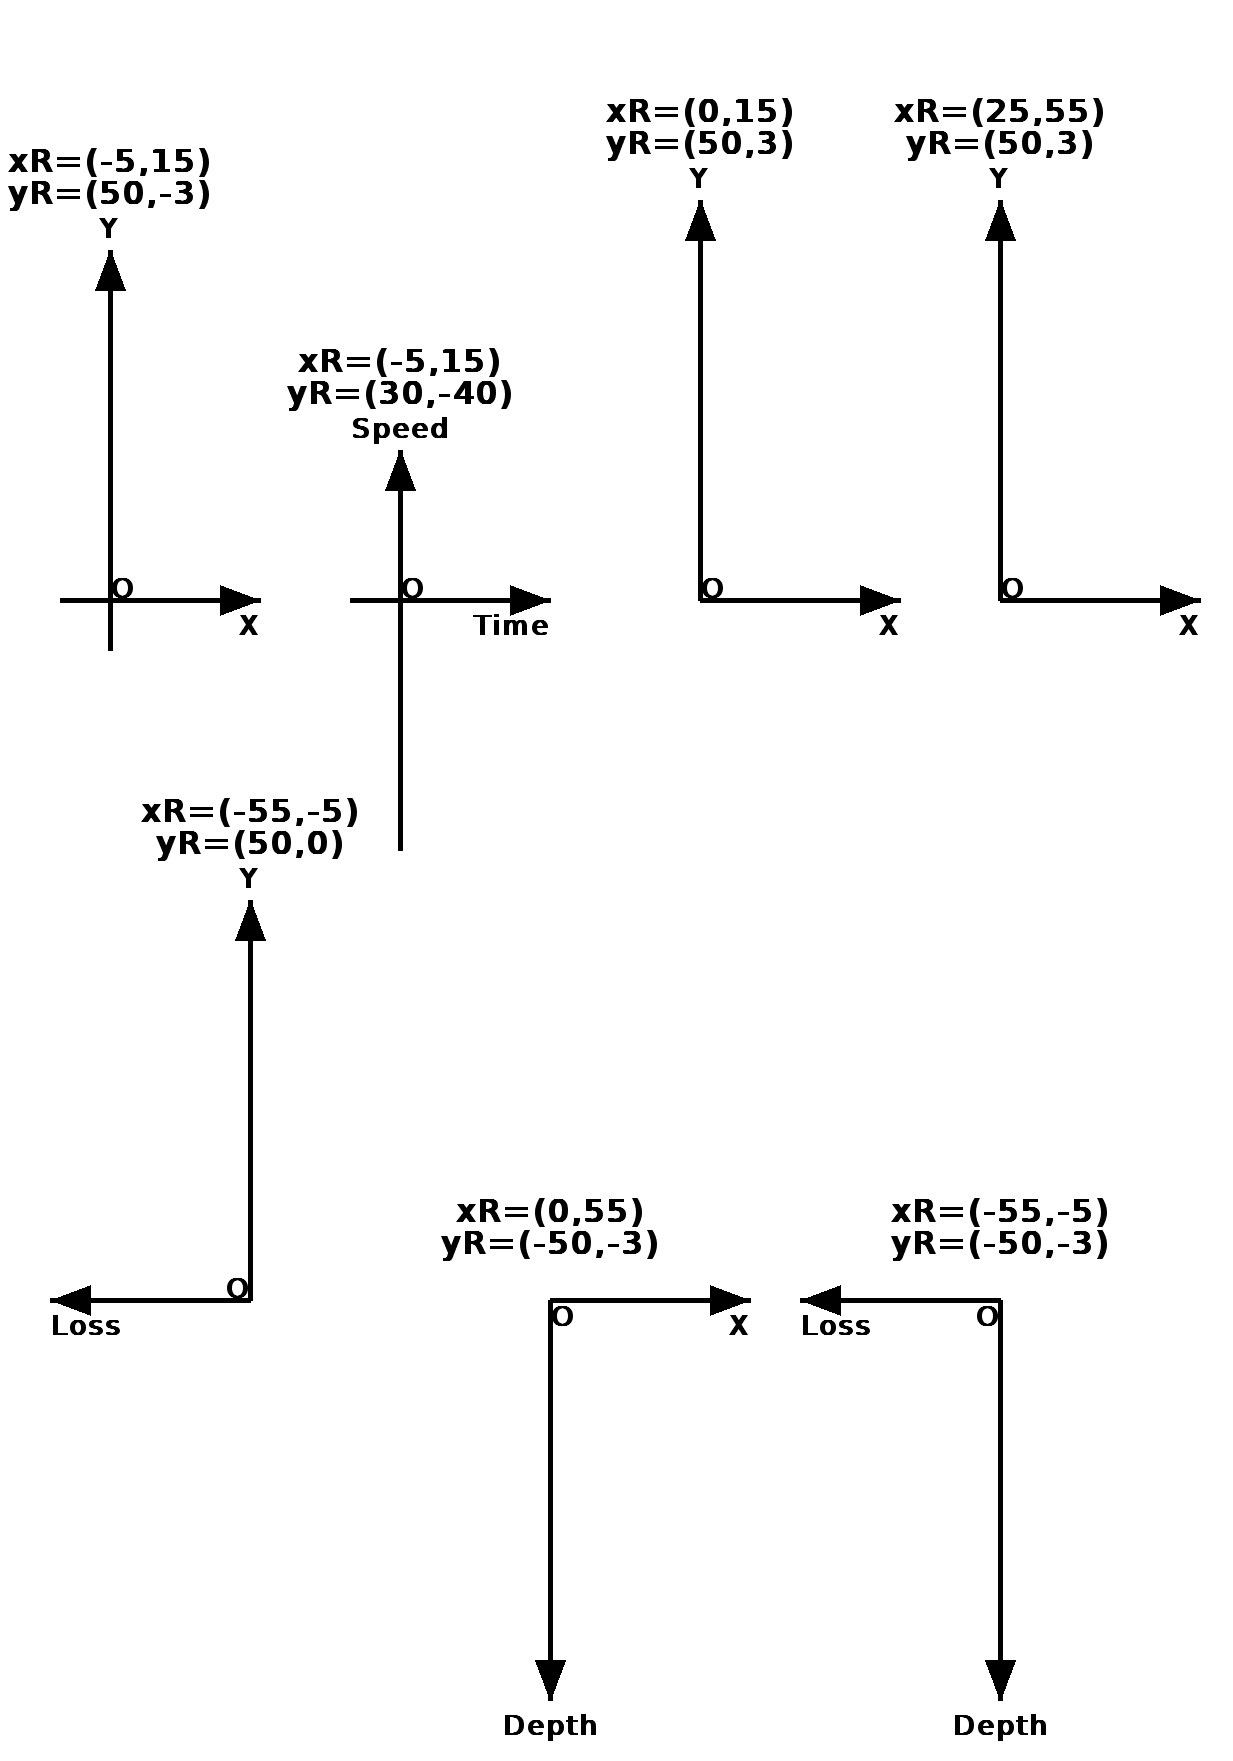 xR=(-5,15)
yR=(50,-3)
Y
O
X
xR=(-5,15)
yR=(30,-40)
Speed
O
Time
xR=(0,15)
yR=(50,3)
Y
O
X
xR=(25,55)
yR=(50,3)
Y
O
X
xR=(-55,-5)
yR=(50,0)
Y
O
Loss
xR=(0,55)
yR=(-50,-3)
O
X
Depth
xR=(-55,-5)
yR=(-50,-3)
O
Loss
Depth